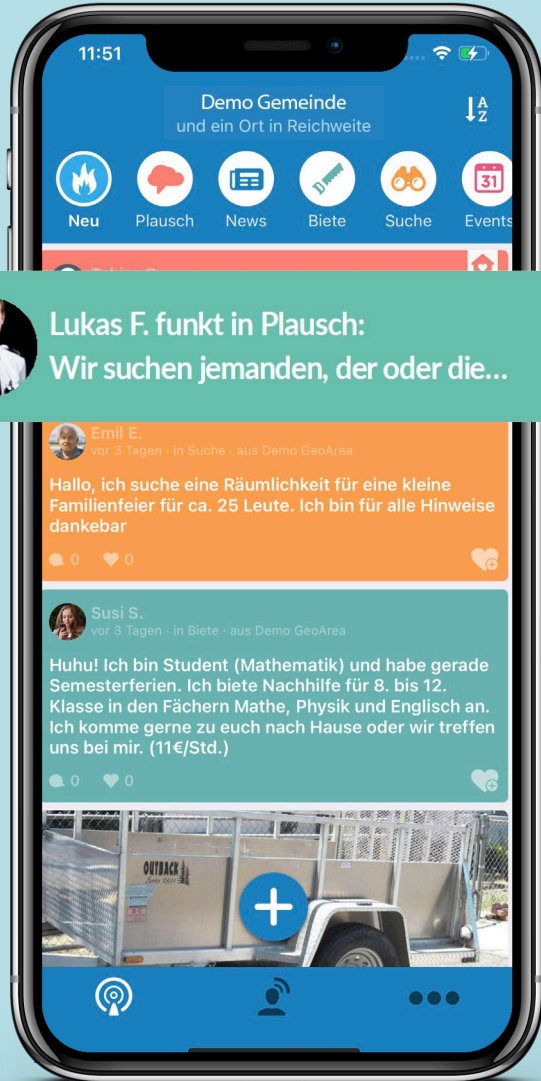 11:51
Demo Gemeinde
und ein Ort in Reichweite
A
Z
31
Neu
Plausch
News
Biete
Suche
Events
Lukas F. funkt in Plausch:
Wir suchen jemanden, der oder die...
Emil E.
vor 3 Tagen · in Suche · aus Demo GeoArea
Hallo, ich suche eine Räumlichkeit für eine kleine
Familienfeier für ca. 25 Leute. Ich bin für alle Hinweise
dankebar
0
0
Susi S.
vor 3 Tagen · in Biete · aus Demo GeoArea
Huhu! Ich bin Student (Mathematik) und habe gerade
Semesterferien. Ich biete Nachhilfe für 8. bis 12.
Klasse in den Fächern Mathe, Physik und Englisch an.
Ich komme gerne zu euch nach Hause oder wir treffen
uns bei mir. (11€/Std.)
0
0
OUTBACK